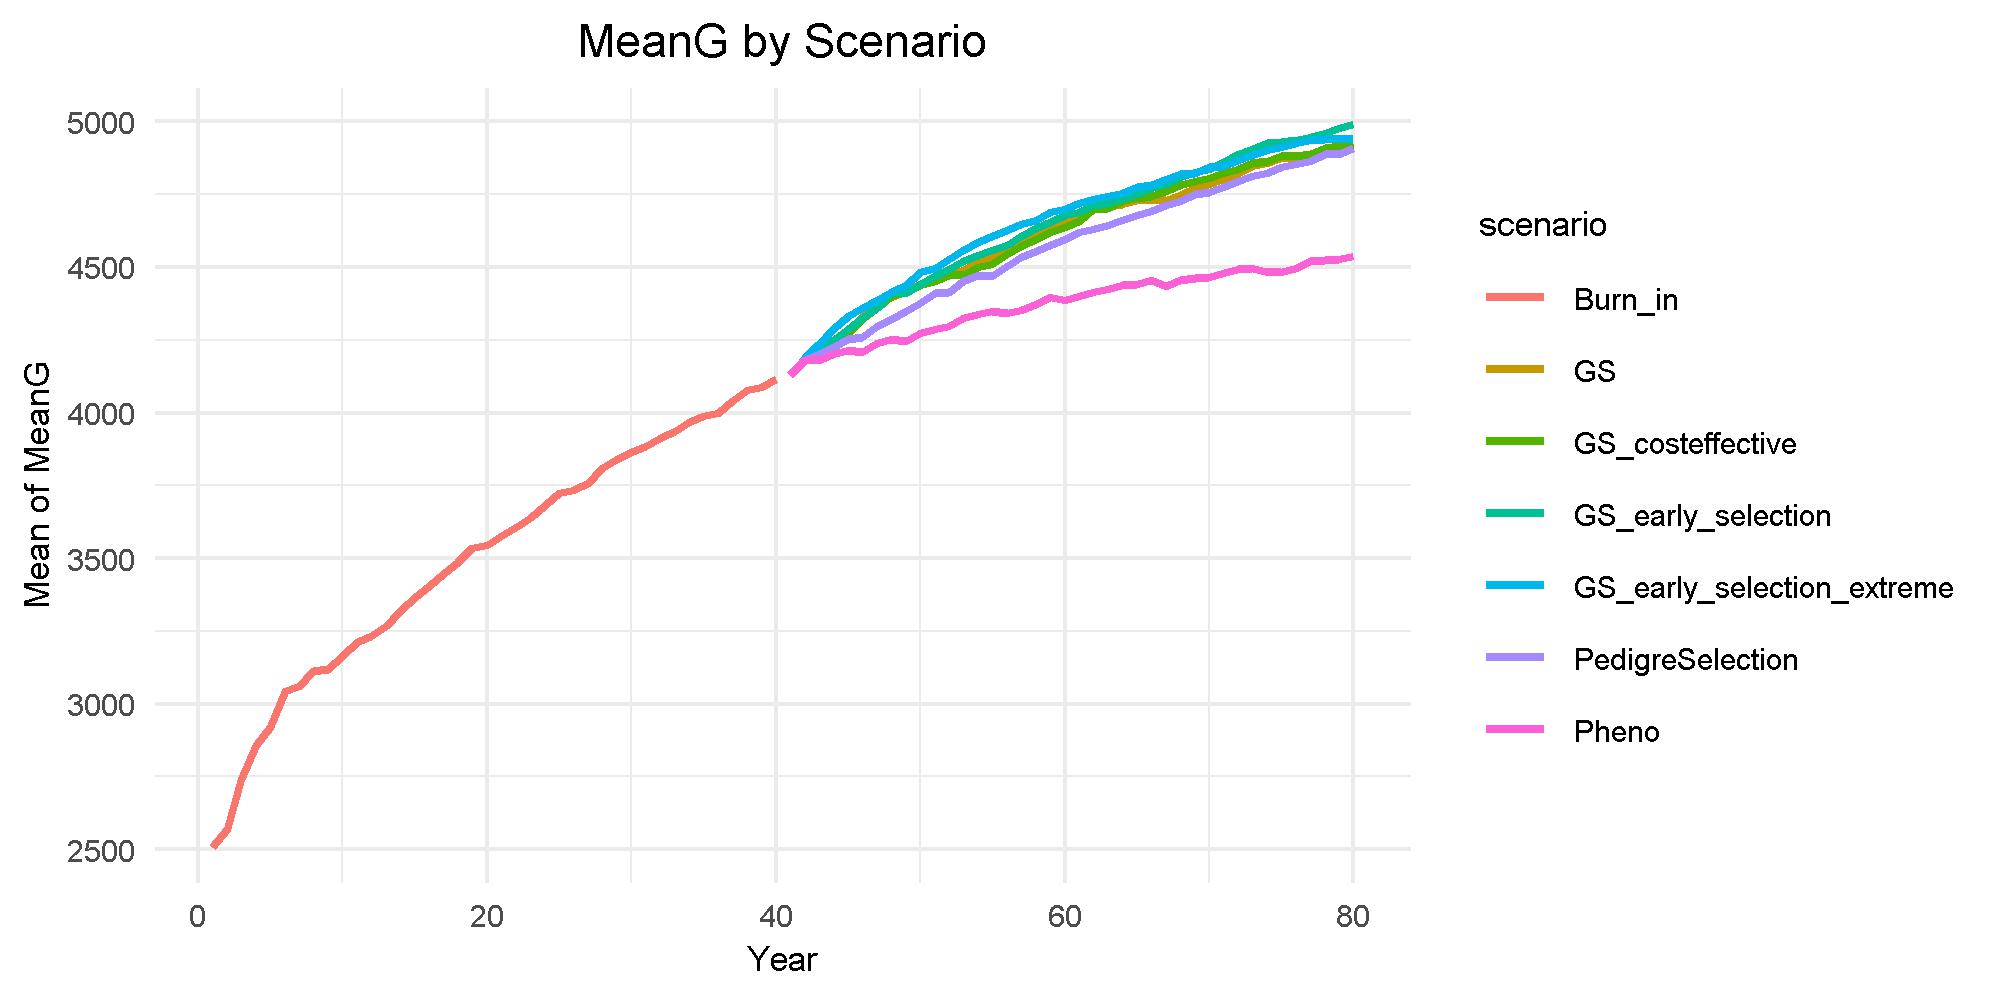 MeanG by Scenario
Mean of MeanG
5000
4500
4000
3500
3000
2500
0 20 40 60 80
Year
scenario
Burn_in
GS
GS_costeffective
GS_early_selection
GS_early_selection_extreme
PedigreSelection
Pheno